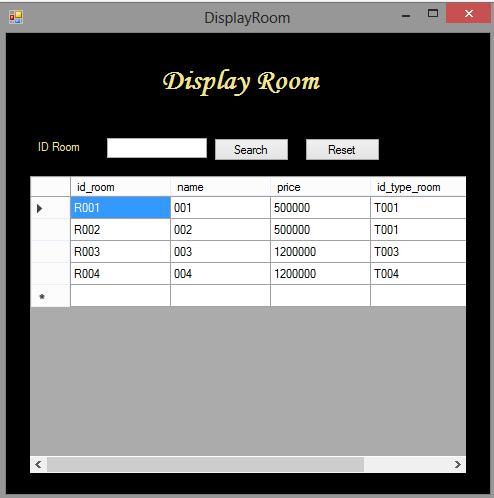 DisplayRoom
Display Room
ID Room Search Reset
id_room name price id_type_room
R001 001 500000 T001
R002 002 500000 T001
R003 003 1200000 T003
R004 004 1200000 T004